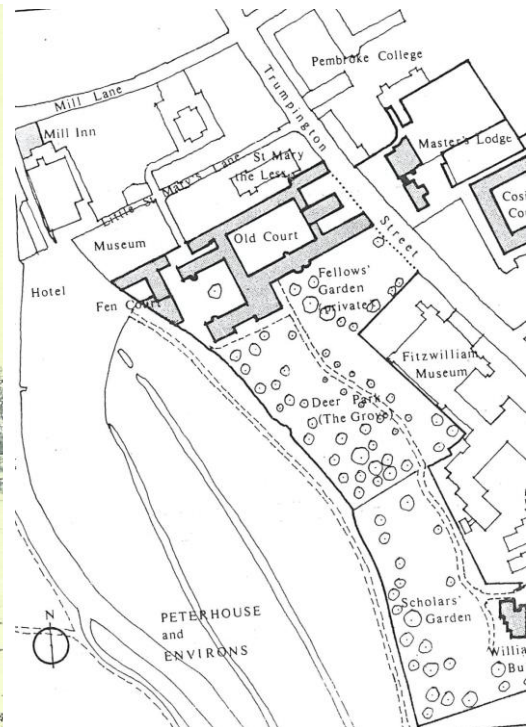 Pembroke College
Trumpington
Street
Mill Lane
Mill Inn
Master's Lodge
St Mary
the Less
Little St Mary's Lane
Museum
Old Court
Hotel
Fen Court
Fellows'
Garden
(private)
Fitzwilliam
Museum
Deer Park
(The Grove)
Scholars'
Garden
N
PETERHOUSE
and
ENVIRONS